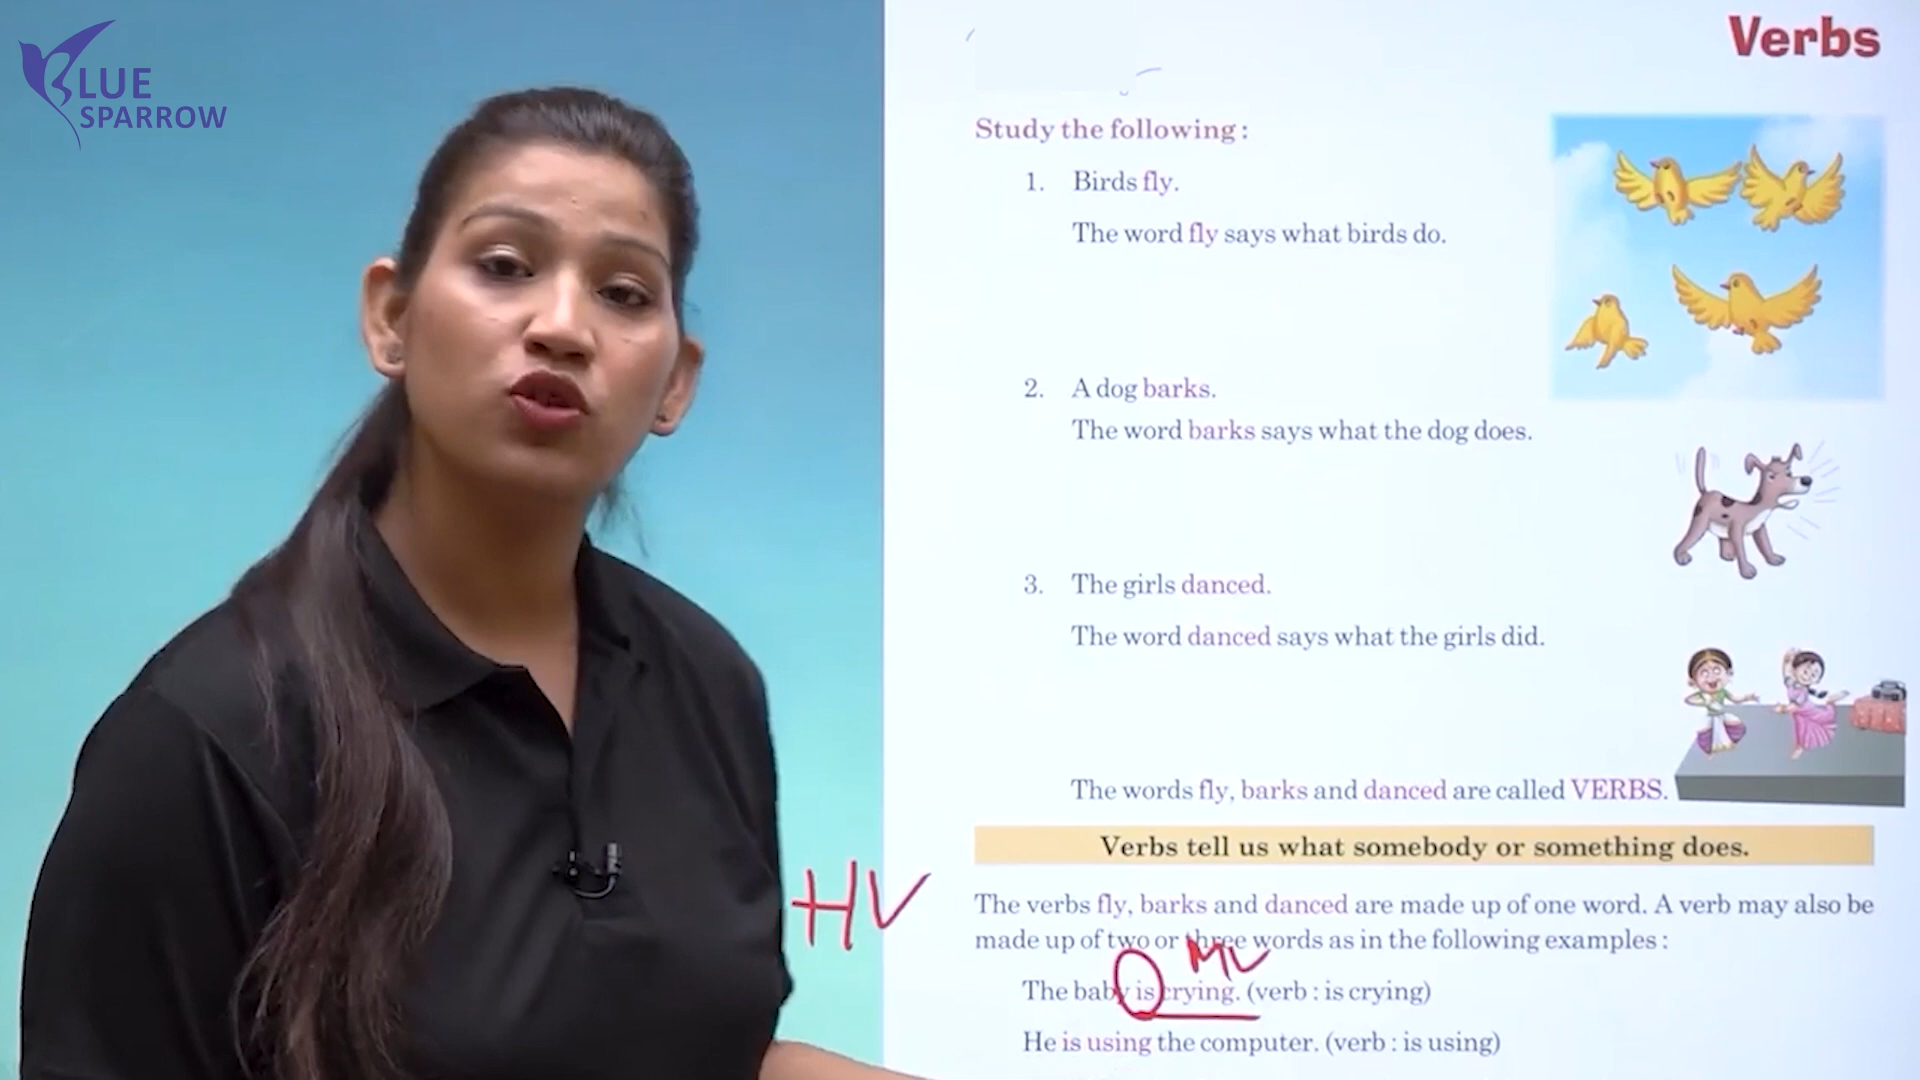 BLUE
SPARROW
Verbs
Study the following :
1. Birds fly.
The word fly says what birds do.
2. A dog barks.
The word barks says what the dog does.
3. The girls danced.
The word danced says what the girls did.
The words fly, barks and danced are called VERBS.
Verbs tell us what somebody or something does.
HV
The verbs fly, barks and danced are made up of one word. A verb may also be
made up of two or three words as in the following examples :
MV
The baby is crying. (verb : is crying)
He is using the computer. (verb : is using)